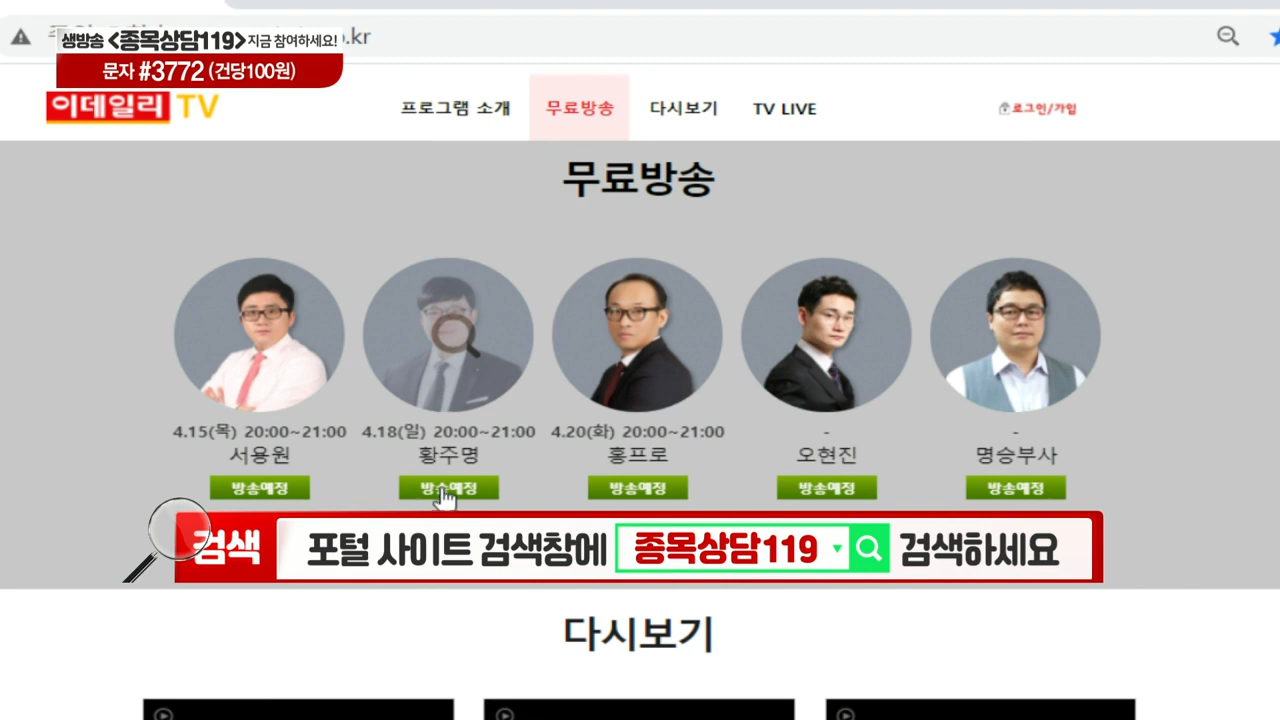 .kr
생방송 <종목상담119> 지금 참여하세요!
문자 #3772 (건당100원)
이데일리 TV
프로그램 소개
무료방송
다시보기
TV LIVE
로그인/가입
무료방송
4.15(목) 20:00~21:00
서용원
방송예정
4.18(일) 20:00~21:00
황주명
방송예정
4.20(화) 20:00~21:00
홍프로
방송예정
-
오현진
방송예정
-
명승부사
방송예정
검색
포털 사이트 검색창에 종목상담119 검색하세요
다시보기